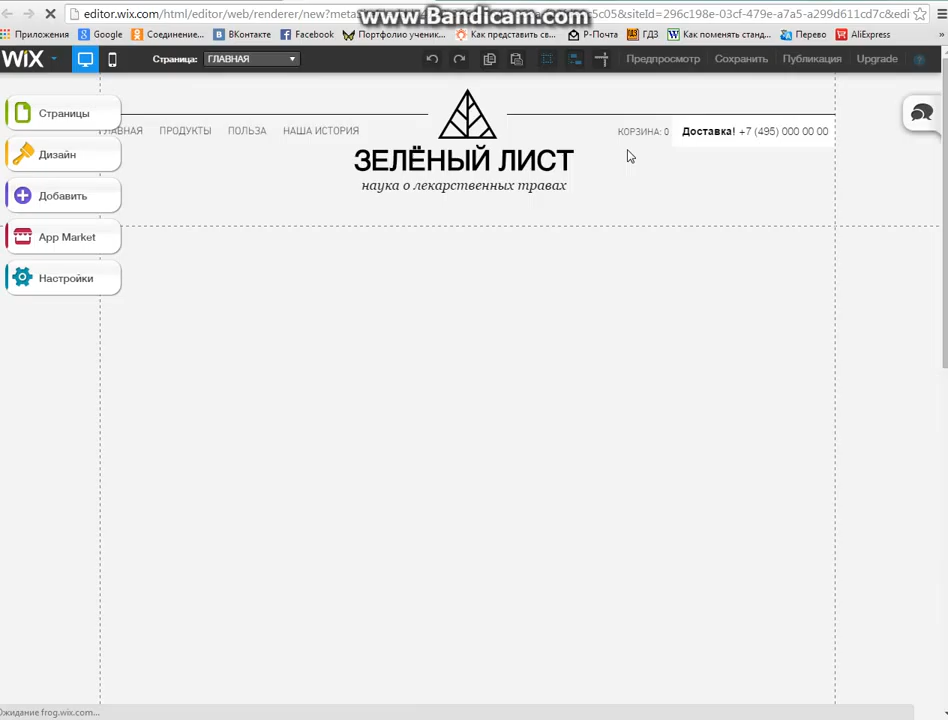 www.Bandicam.com
editor.wix.com/html/editor/web/renderer/new?metas
5c05&siteId=296c198e-03cf-479e-a7a5-a299d611cd7c&edi
Приложения Google Соединение... ВКонтакте Facebook Портфолио ученик... Как представить св... Р-Почта ГДЗ Как поменять станд... Перево AliExpress »
WiX Страница: ГЛАВНАЯ Предпросмотр Сохранить Публикация Upgrade ?
Страницы
Дизайн
Добавить
App Market
Настройки
ГЛАВНАЯ ПРОДУКТЫ ПОЛЬЗА НАША ИСТОРИЯ
КОРЗИНА: 0 Доставка! +7 (495) 000 00 00
ЗЕЛЁНЫЙ ЛИСТ
наука о лекарственных травах
Ожидание frog.wix.com...